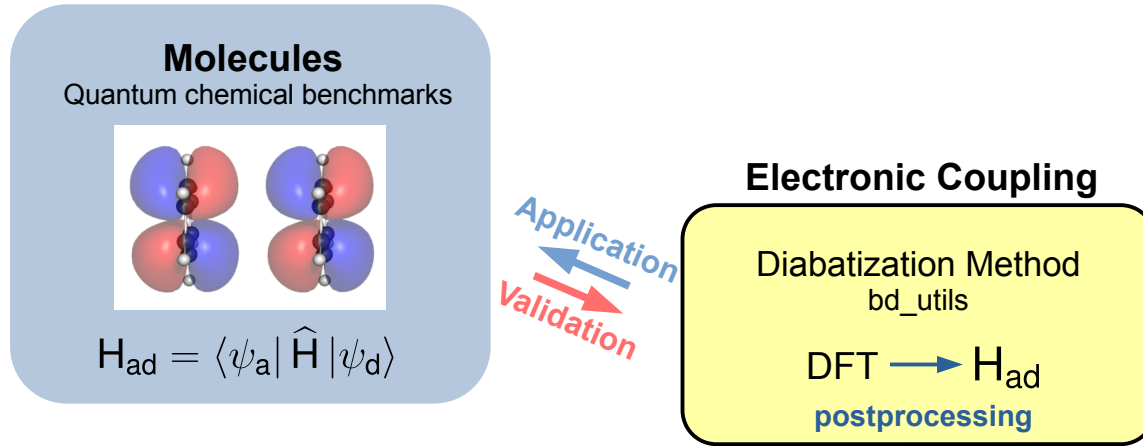 Molecules
Quantum chemical benchmarks
H_ad = ⟨ψ_a| Ĥ |ψ_d⟩
Application
Validation
Electronic Coupling
Diabatization Method
bd_utils
DFT → H_ad
postprocessing